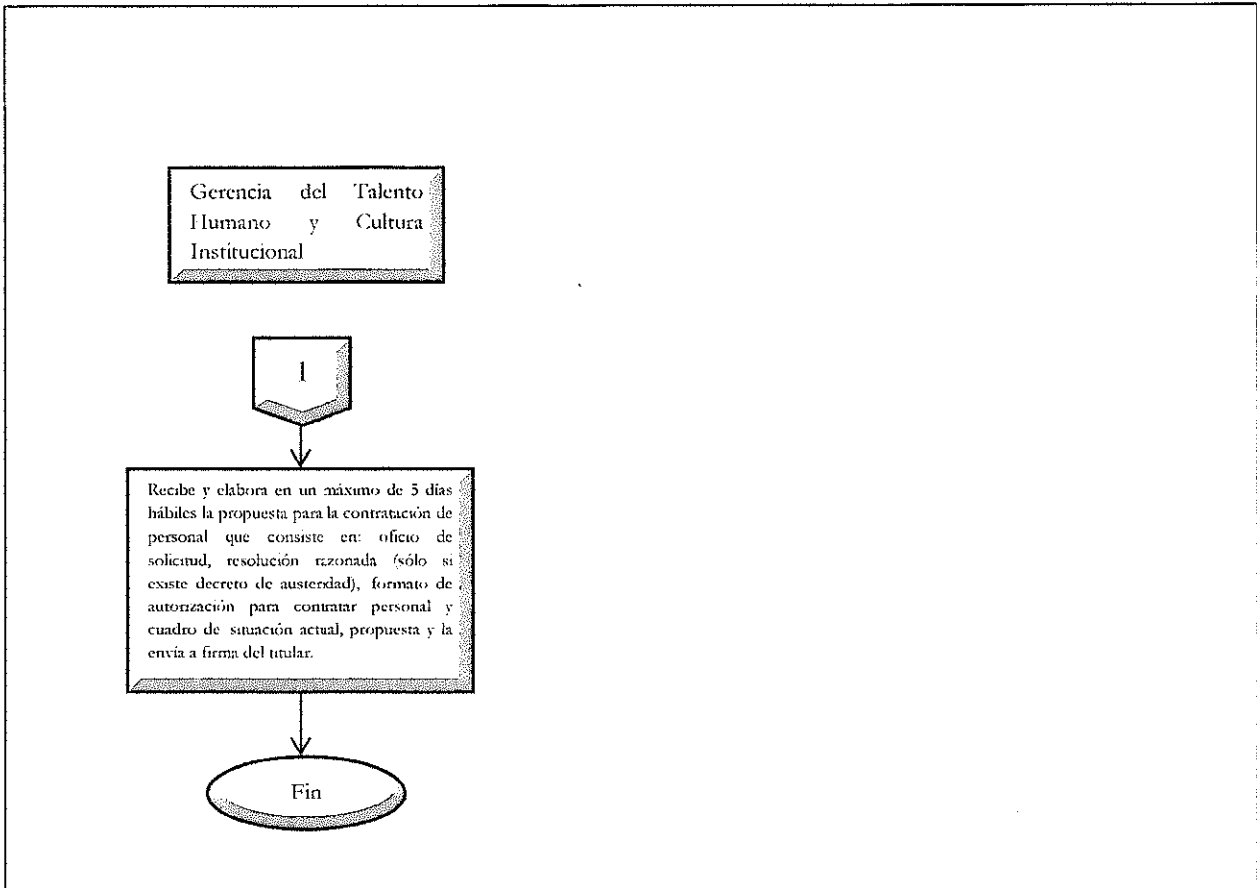 Gerencia del Talento
Humano y Cultura
Institucional
1
Recibe y elabora en un máximo de 5 días
hábiles la propuesta para la contratación de
personal que consiste en: oficio de
solicitud, resolución razonada (sólo si
existe decreto de austeridad), formato de
autorización para contratar personal y
cuadro de situación actual, propuesta y la
envía a firma del titular.
Fin